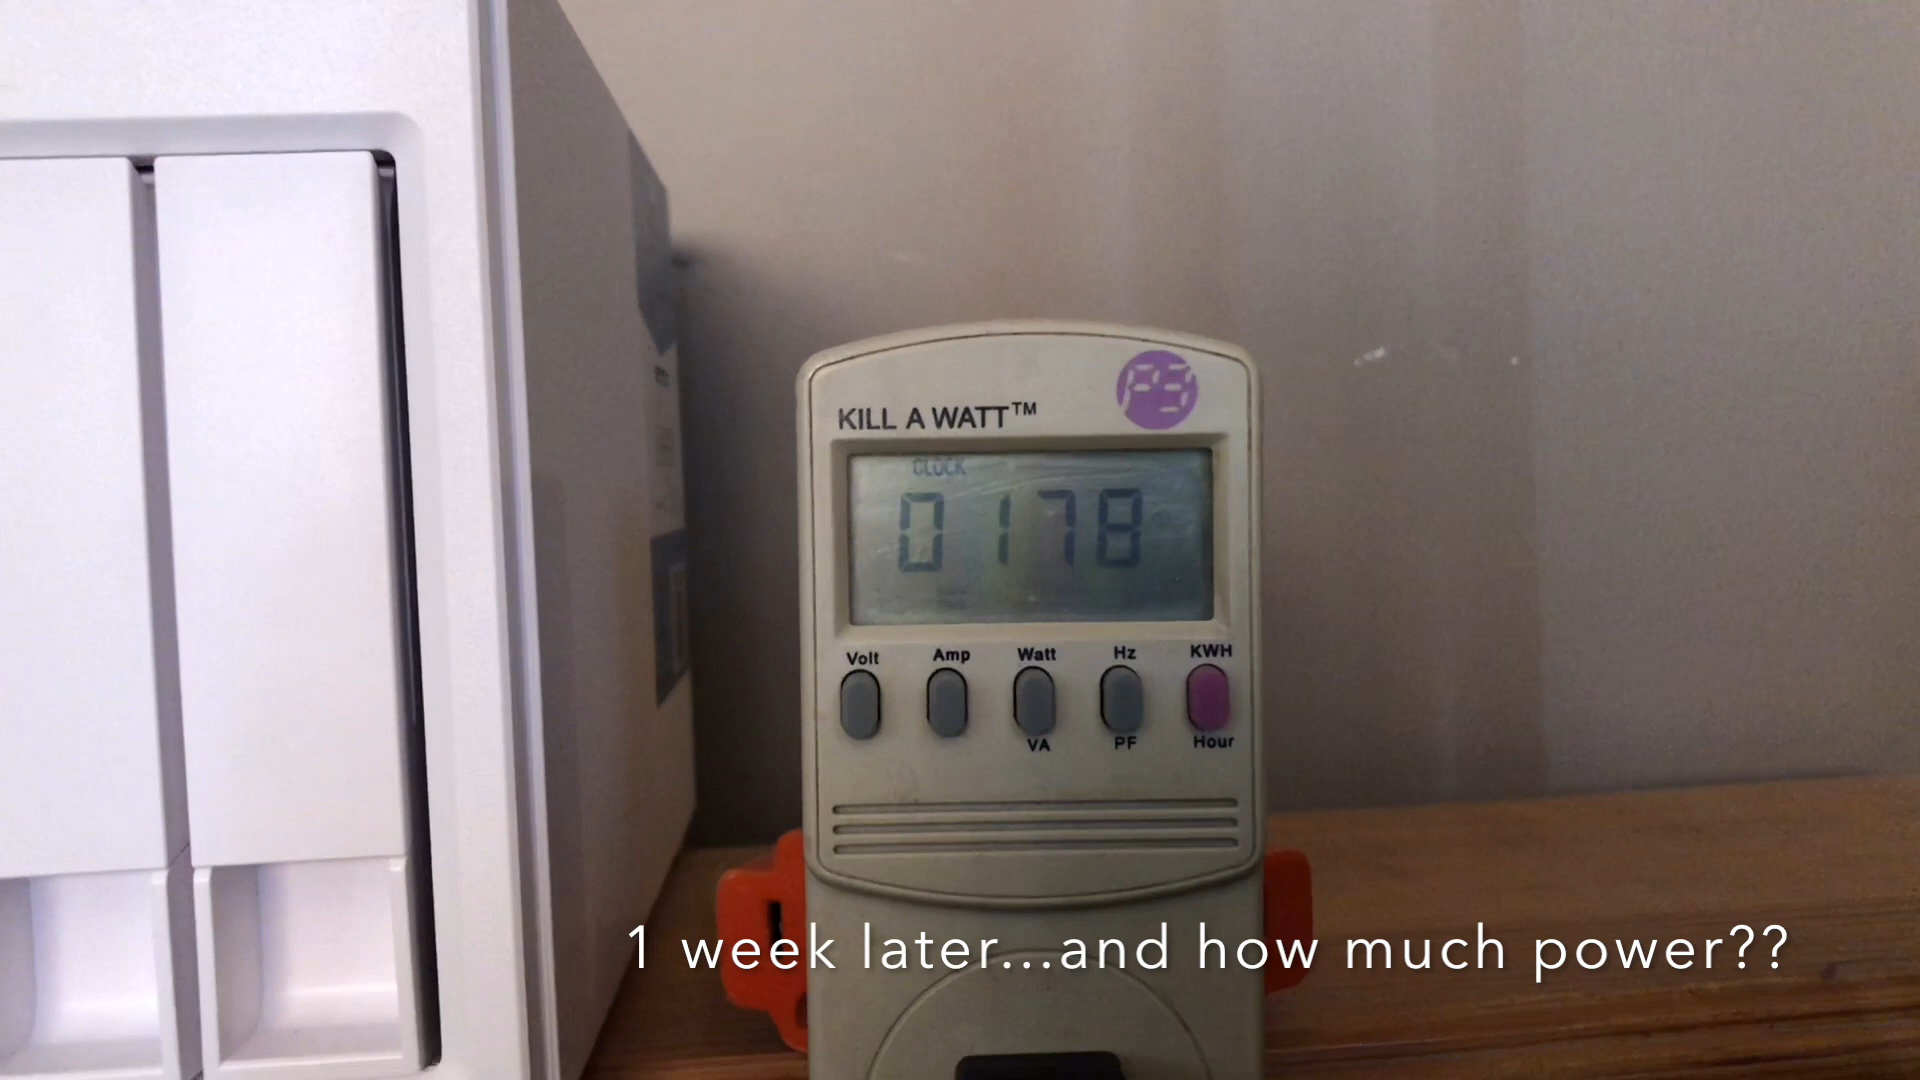 P3
KILL A WATT™
CLOCK
0178
Volt Amp Watt Hz KWH
VA PF Hour
1 week later...and how much power??